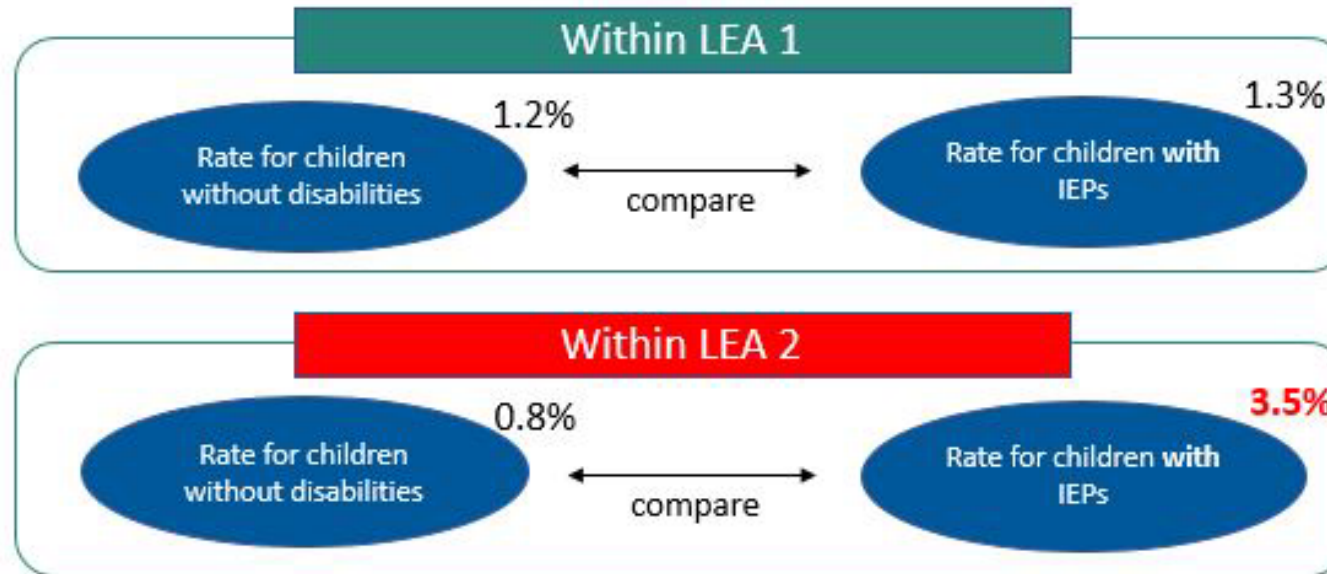 Within LEA 1
1.2%
1.3%
Rate for children
without disabilities
compare
Rate for children with
IEPs
Within LEA 2
0.8%
3.5%
Rate for children
without disabilities
compare
Rate for children with
IEPs